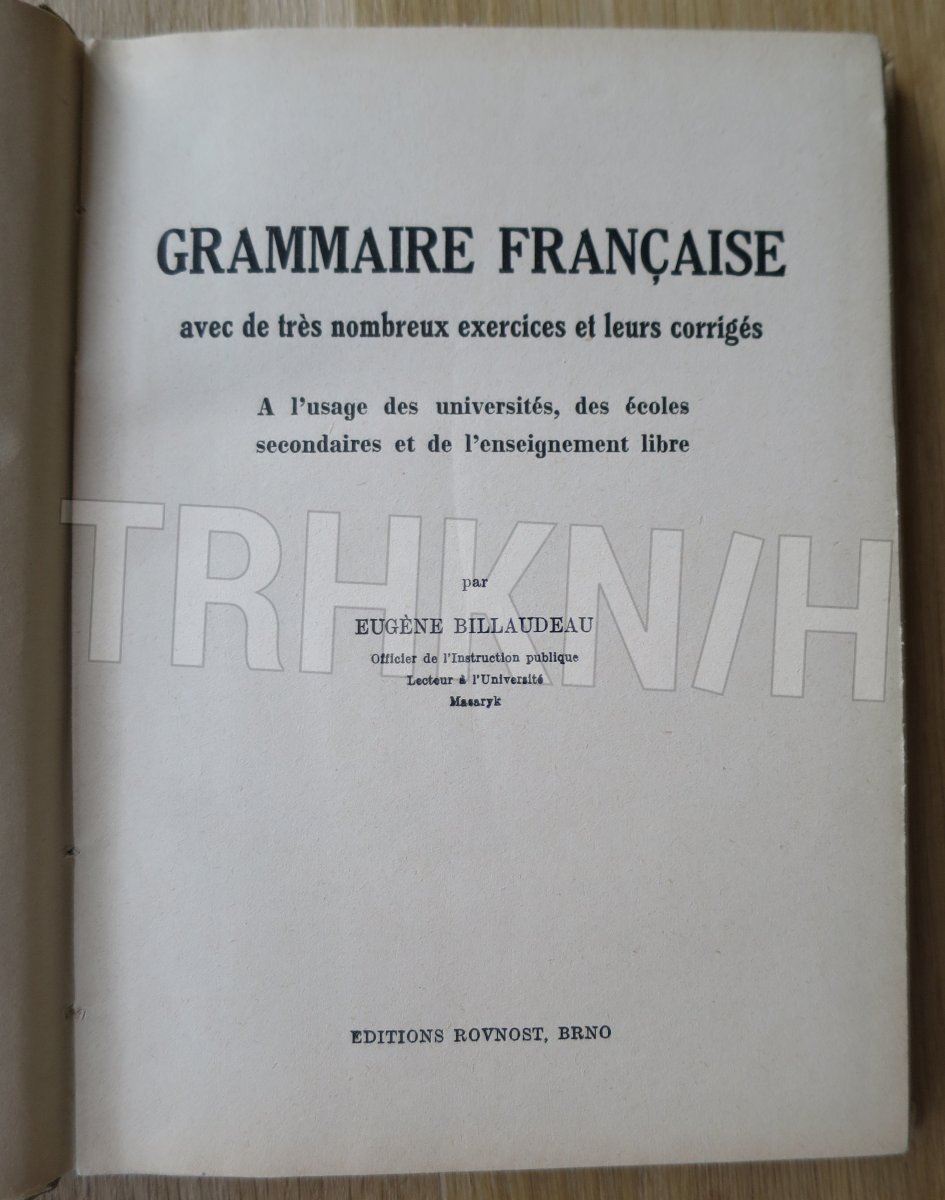 GRAMMAIRE FRANÇAISE
avec de très nombreux exercices et leurs corrigés
A l'usage des universités, des écoles
secondaires et de l'enseignement libre
TRHKN/H
par
EUGÈNE BILLAUDEAU
Officier de l'Instruction publique
Lecteur à l'Université
Masaryk
EDITIONS ROVNOST, BRNO